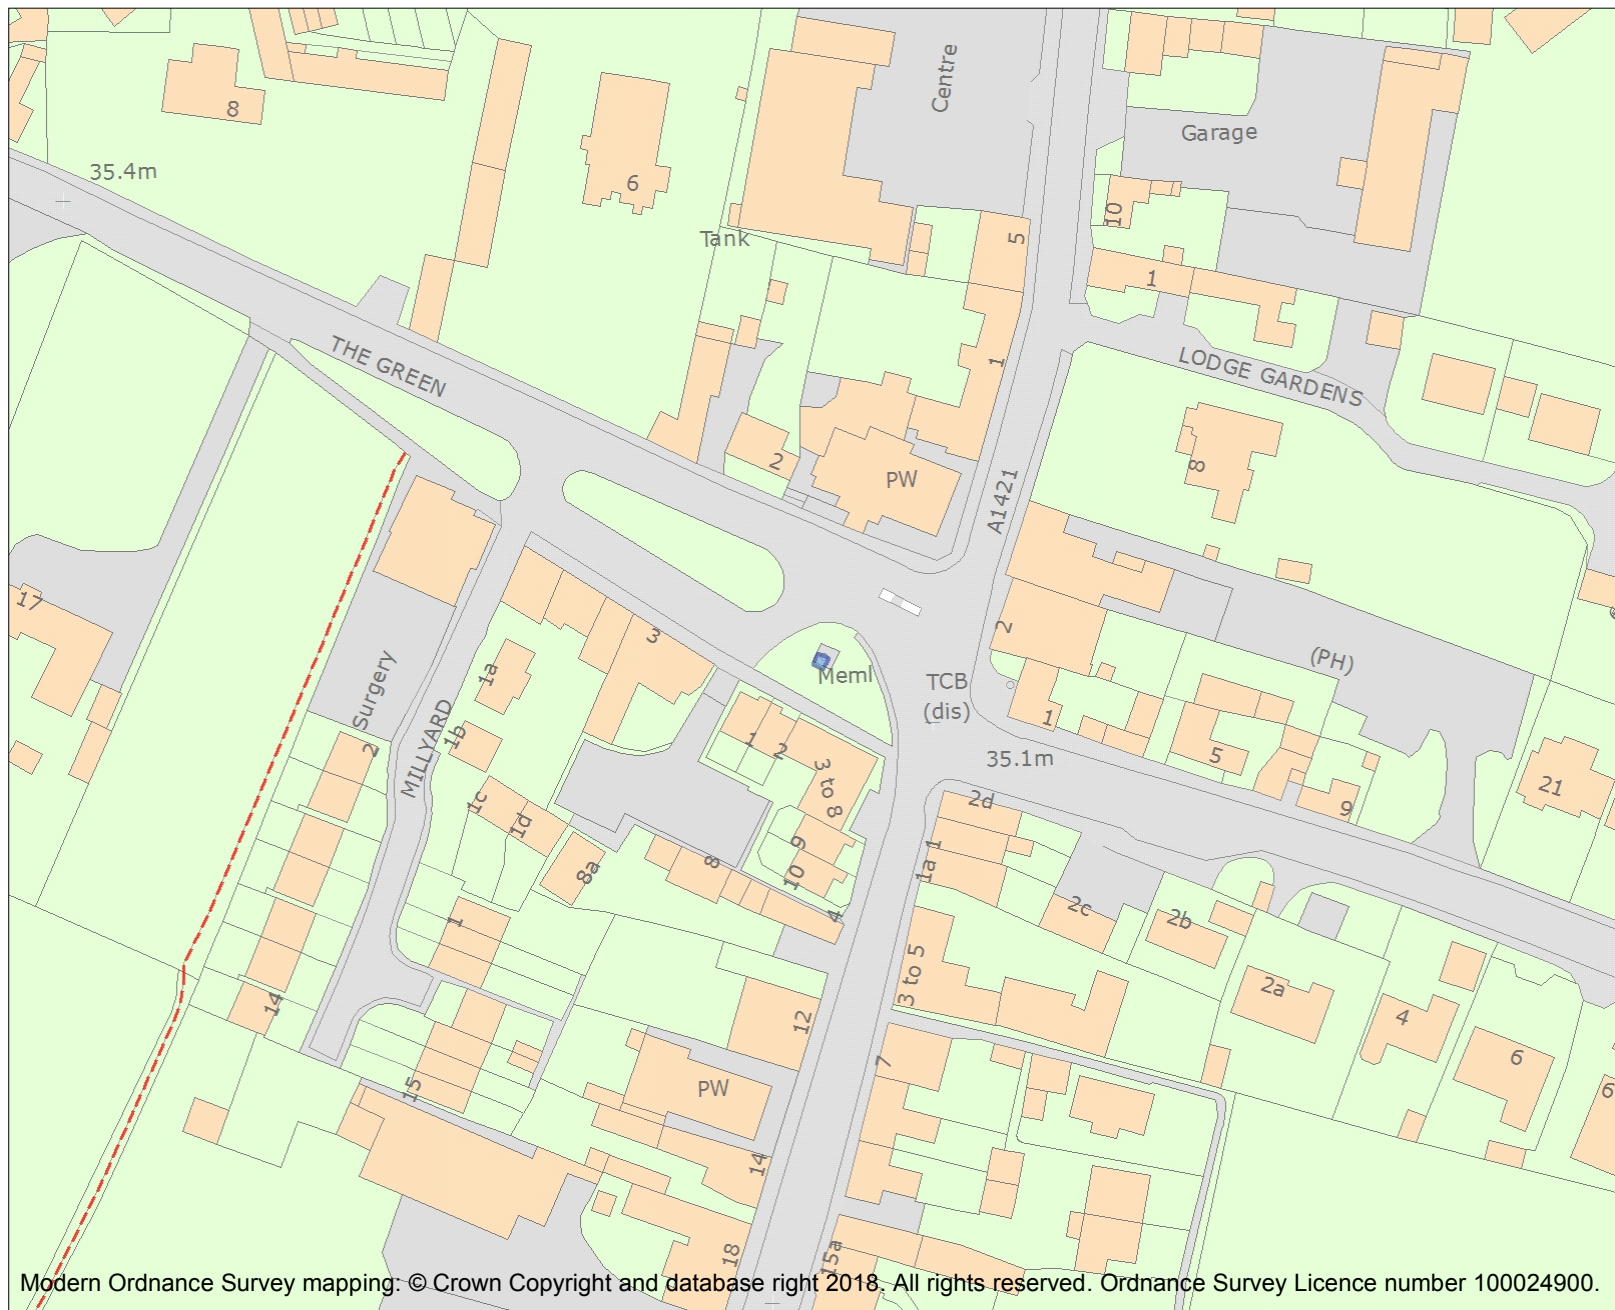 Centre
8
Garage
35.4m
6
10
Tank
5
1
THE GREEN
1
LODGE GARDENS
2
PW
8
A1421
17
3
2
(PH)
1a
Meml
TCB
(dis)
Surgery
MILLYARD
1b
2
1
2
1
5
35.1m
3 to 8
21
2d
9
1c
1d
9
8
8a
10
1a 1
4
2c
2b
1
3 to 5
2a
14
12
4
7
6
15
PW
6
14
18
15a
Modern Ordnance Survey mapping: © Crown Copyright and database right 2018. All rights reserved. Ordnance Survey Licence number 100024900.